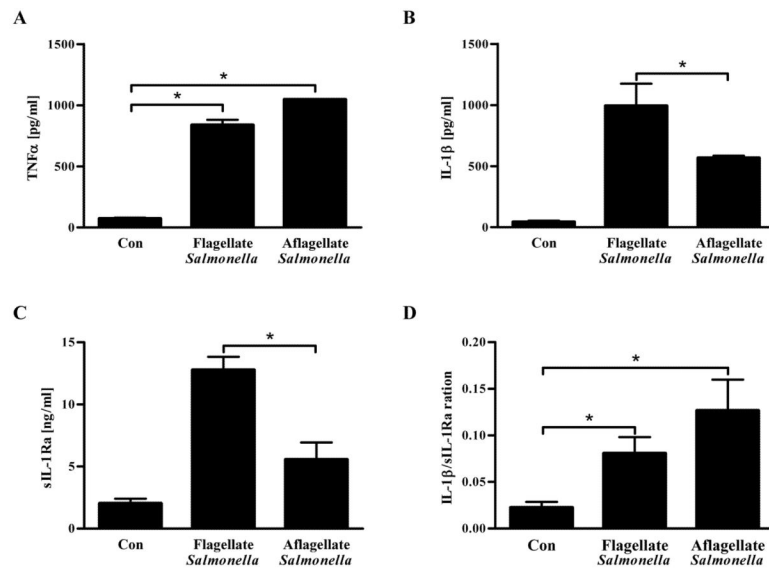 A
1500
1000
500
0
TNFα [pg/ml]
*
*
Con
Flagellate
Salmonella
Aflagellate
Salmonella
B
1500
1000
500
0
IL-1β [pg/ml]
*
Con
Flagellate
Salmonella
Aflagellate
Salmonella
C
15
10
5
0
sIL-1Ra [ng/ml]
*
Con
Flagellate
Salmonella
Aflagellate
Salmonella
D
0.20
0.15
0.10
0.05
0.00
IL-1β/sIL-1Ra ration
*
*
Con
Flagellate
Salmonella
Aflagellate
Salmonella